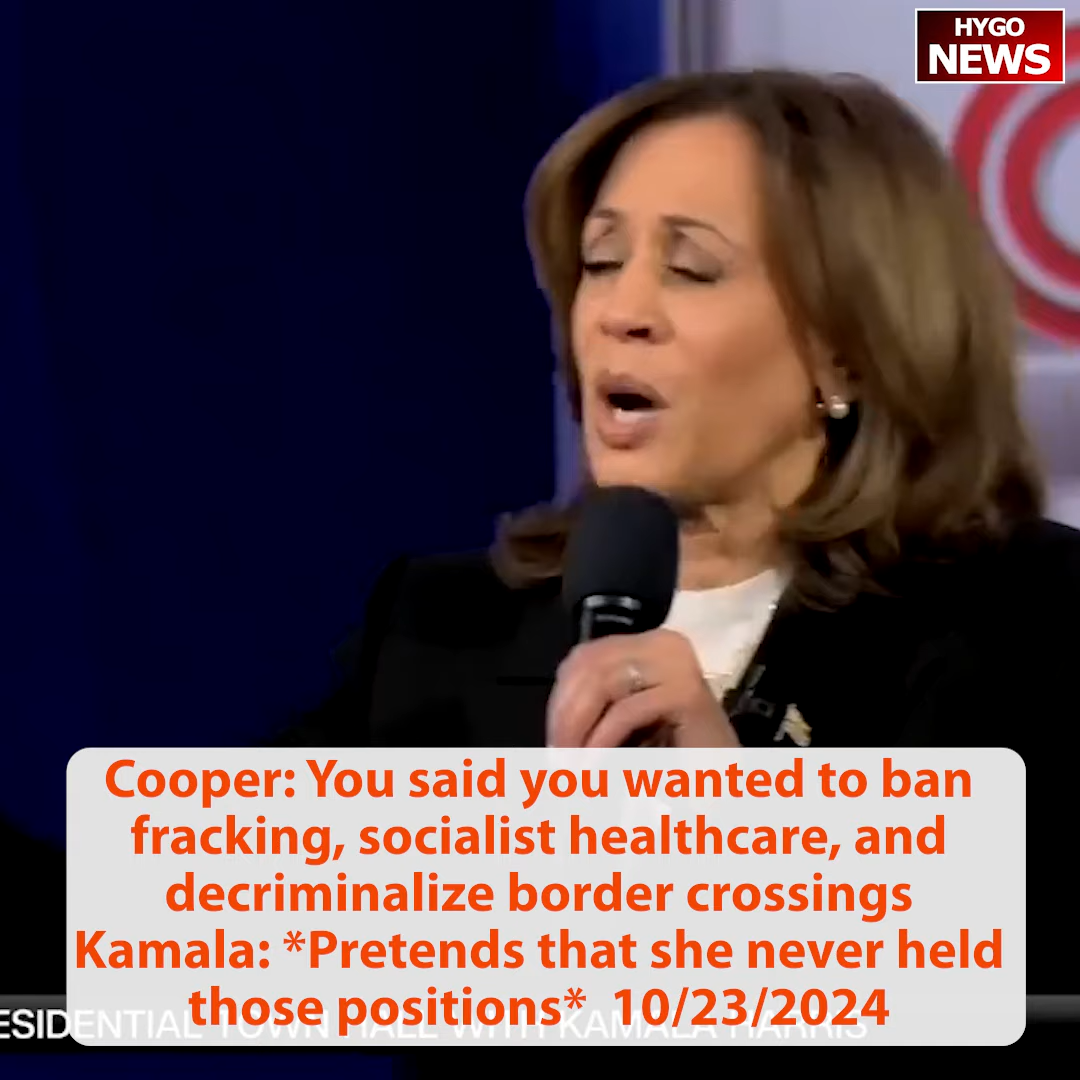 HYGO
NEWS
Cooper: You said you wanted to ban
fracking, socialist healthcare, and
decriminalize border crossings
Kamala: *Pretends that she never held
those positions* 10/23/2024
ESIDENTIAL TOWN HALL WITH KAMALA HARRIS